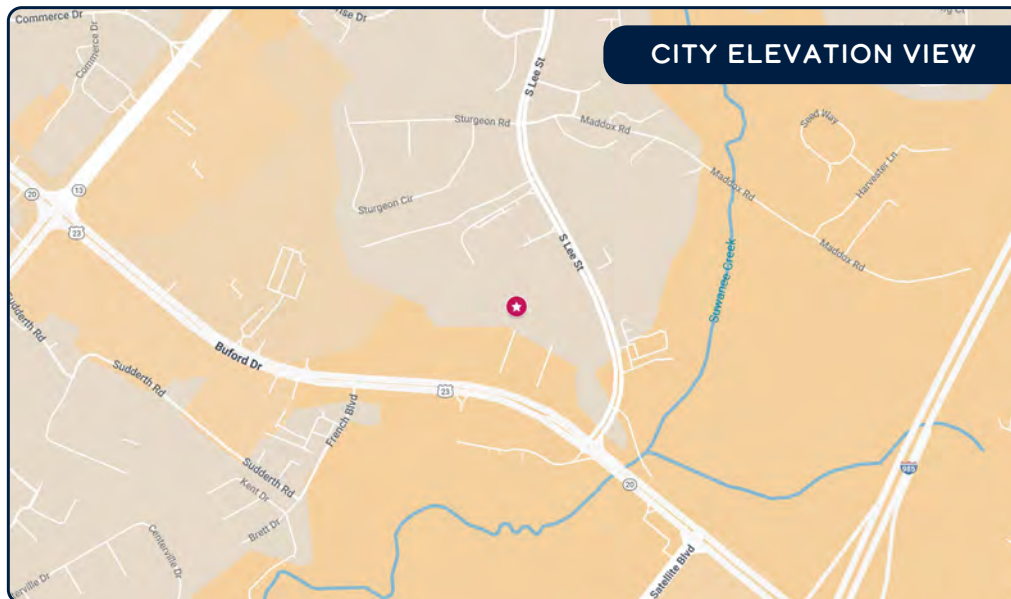 Commerce Dr
Commerce Dr
CITY ELEVATION VIEW
S Lee St
Sturgeon Rd
Maddox Rd
Seed Way
Harvester Ln
Maddox Rd
20
13
23
Sturgeon Cir
S Lee St
Maddox Rd
Suwanee Creek
Sudderth Rd
Buford Dr
Sudderth Rd
23
French Blvd
Sudderth Rd
Kent Dr
Brett Dr
985
20
Centerville Dr
Satellite Blvd